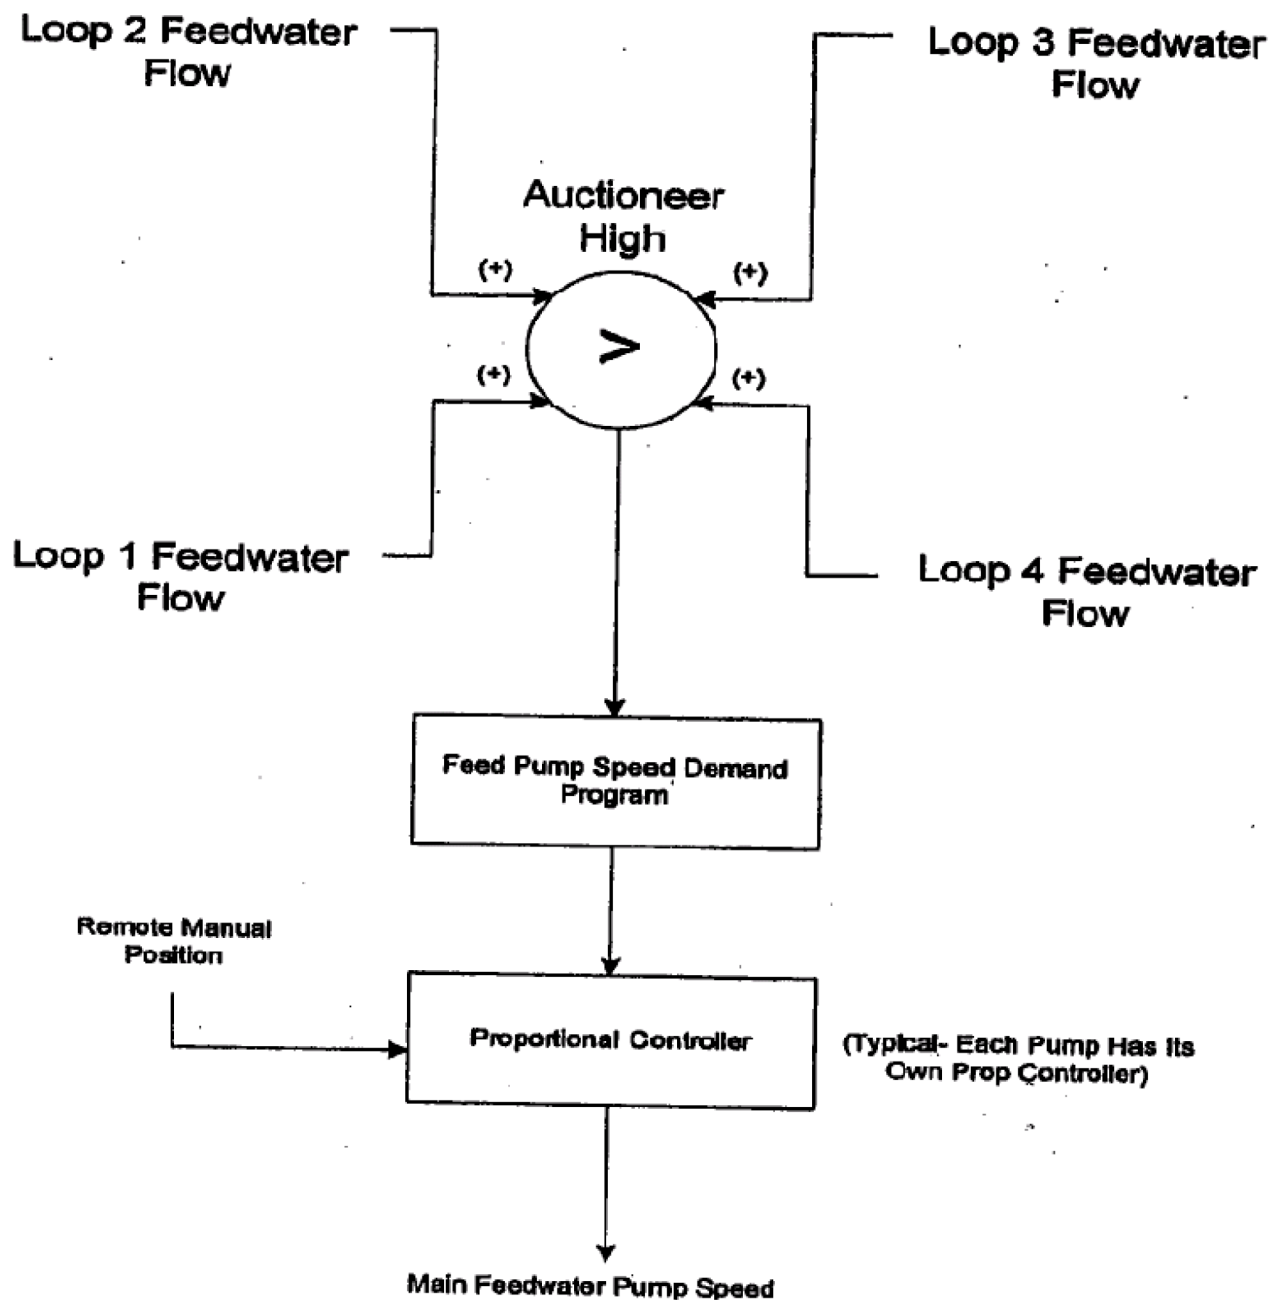 Loop 2 Feedwater
Flow
Loop 3 Feedwater
Flow
Auctioneer
High
(+)
(+)
>
(+)
(+)
Loop 1 Feedwater
Flow
Loop 4 Feedwater
Flow
Feed Pump Speed Demand
Program
Remote Manual
Position
Proportional Controller
(Typical- Each Pump Has Its
Own Prop Controller)
Main Feedwater Pump Speed